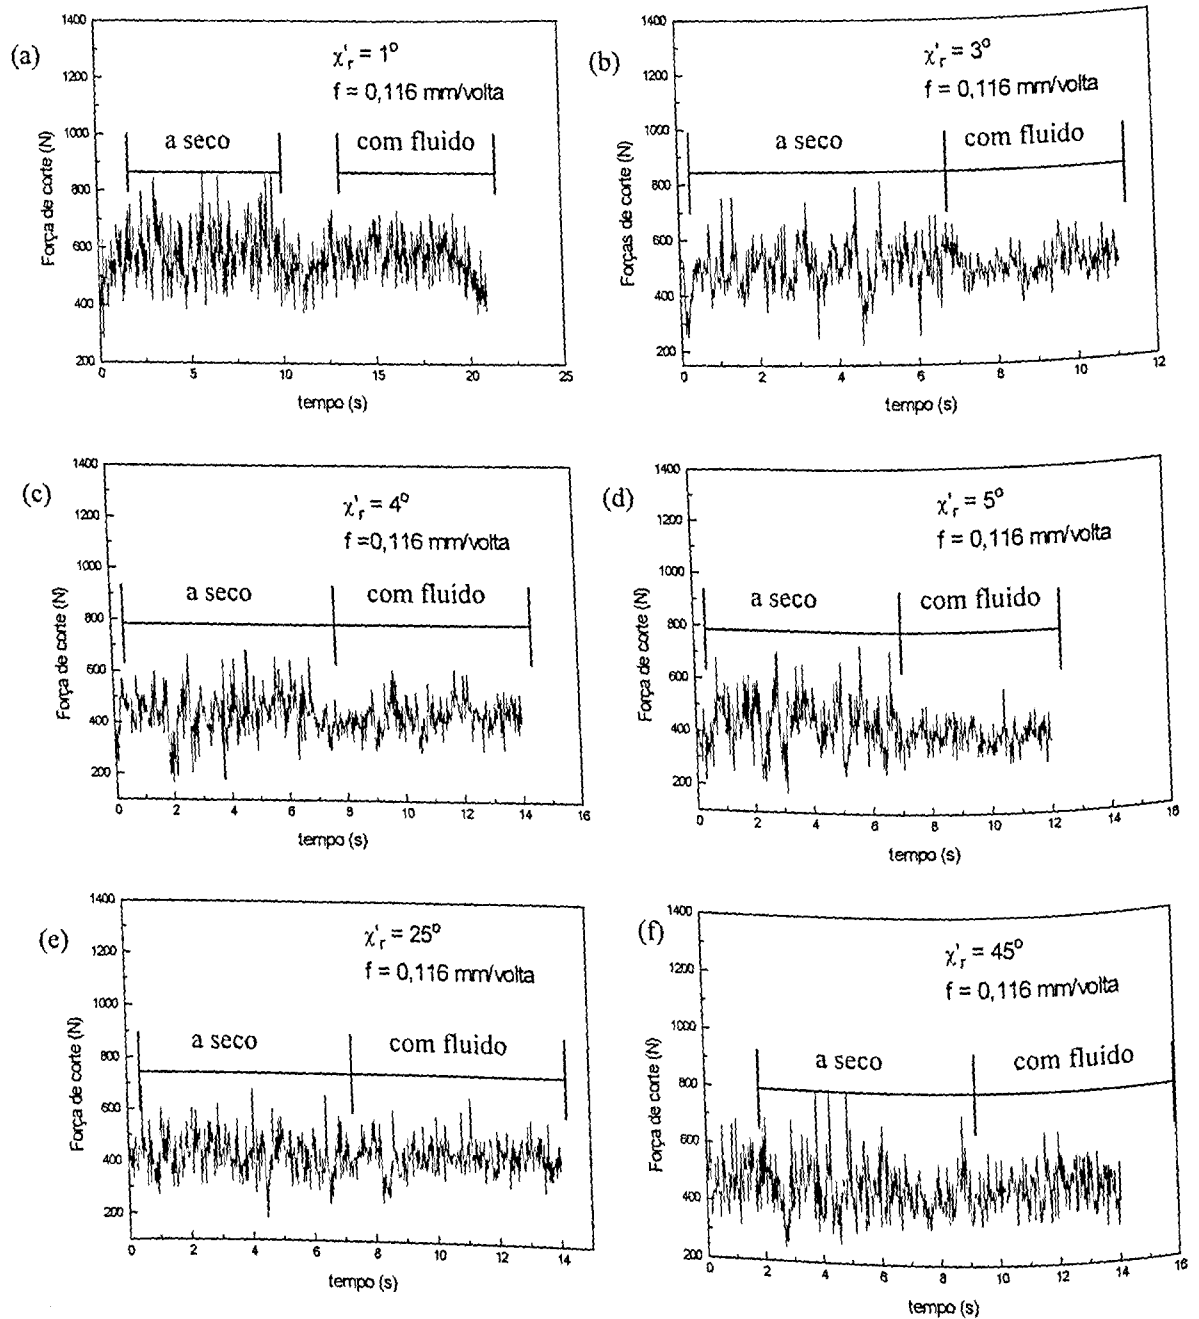 (a)
χ'r = 1°
f = 0,116 mm/volta
a seco
com fluído
Força de corte (N)
1400
1200
1000
800
600
400
200
0
5
10
15
20
25
tempo (s)
(b)
χ'r = 3°
f = 0,116 mm/volta
a seco
com fluído
Forças de corte (N)
1400
1200
1000
800
600
400
200
0
2
4
6
8
10
12
tempo (s)
(c)
χ'r = 4°
f =0,116 mm/volta
a seco
com fluído
Força de corte (N)
1400
1200
1000
800
600
400
200
0
2
4
6
8
10
12
14
16
tempo (s)
(d)
χ'r = 5°
f = 0,116 mm/volta
a seco
com fluído
Força de corte (N)
1400
1200
1000
800
600
400
200
0
2
4
6
8
10
12
14
16
tempo (s)
(e)
χ'r = 25°
f = 0,116 mm/volta
a seco
com fluído
Força de corte (N)
1400
1200
1000
800
600
400
200
0
2
4
6
8
10
12
14
tempo (s)
(f)
χ'r = 45°
f = 0,116 mm/volta
a seco
com fluído
Força de corte (N)
1400
1200
1000
800
600
400
200
0
2
4
6
8
10
12
14
16
tempo (s)